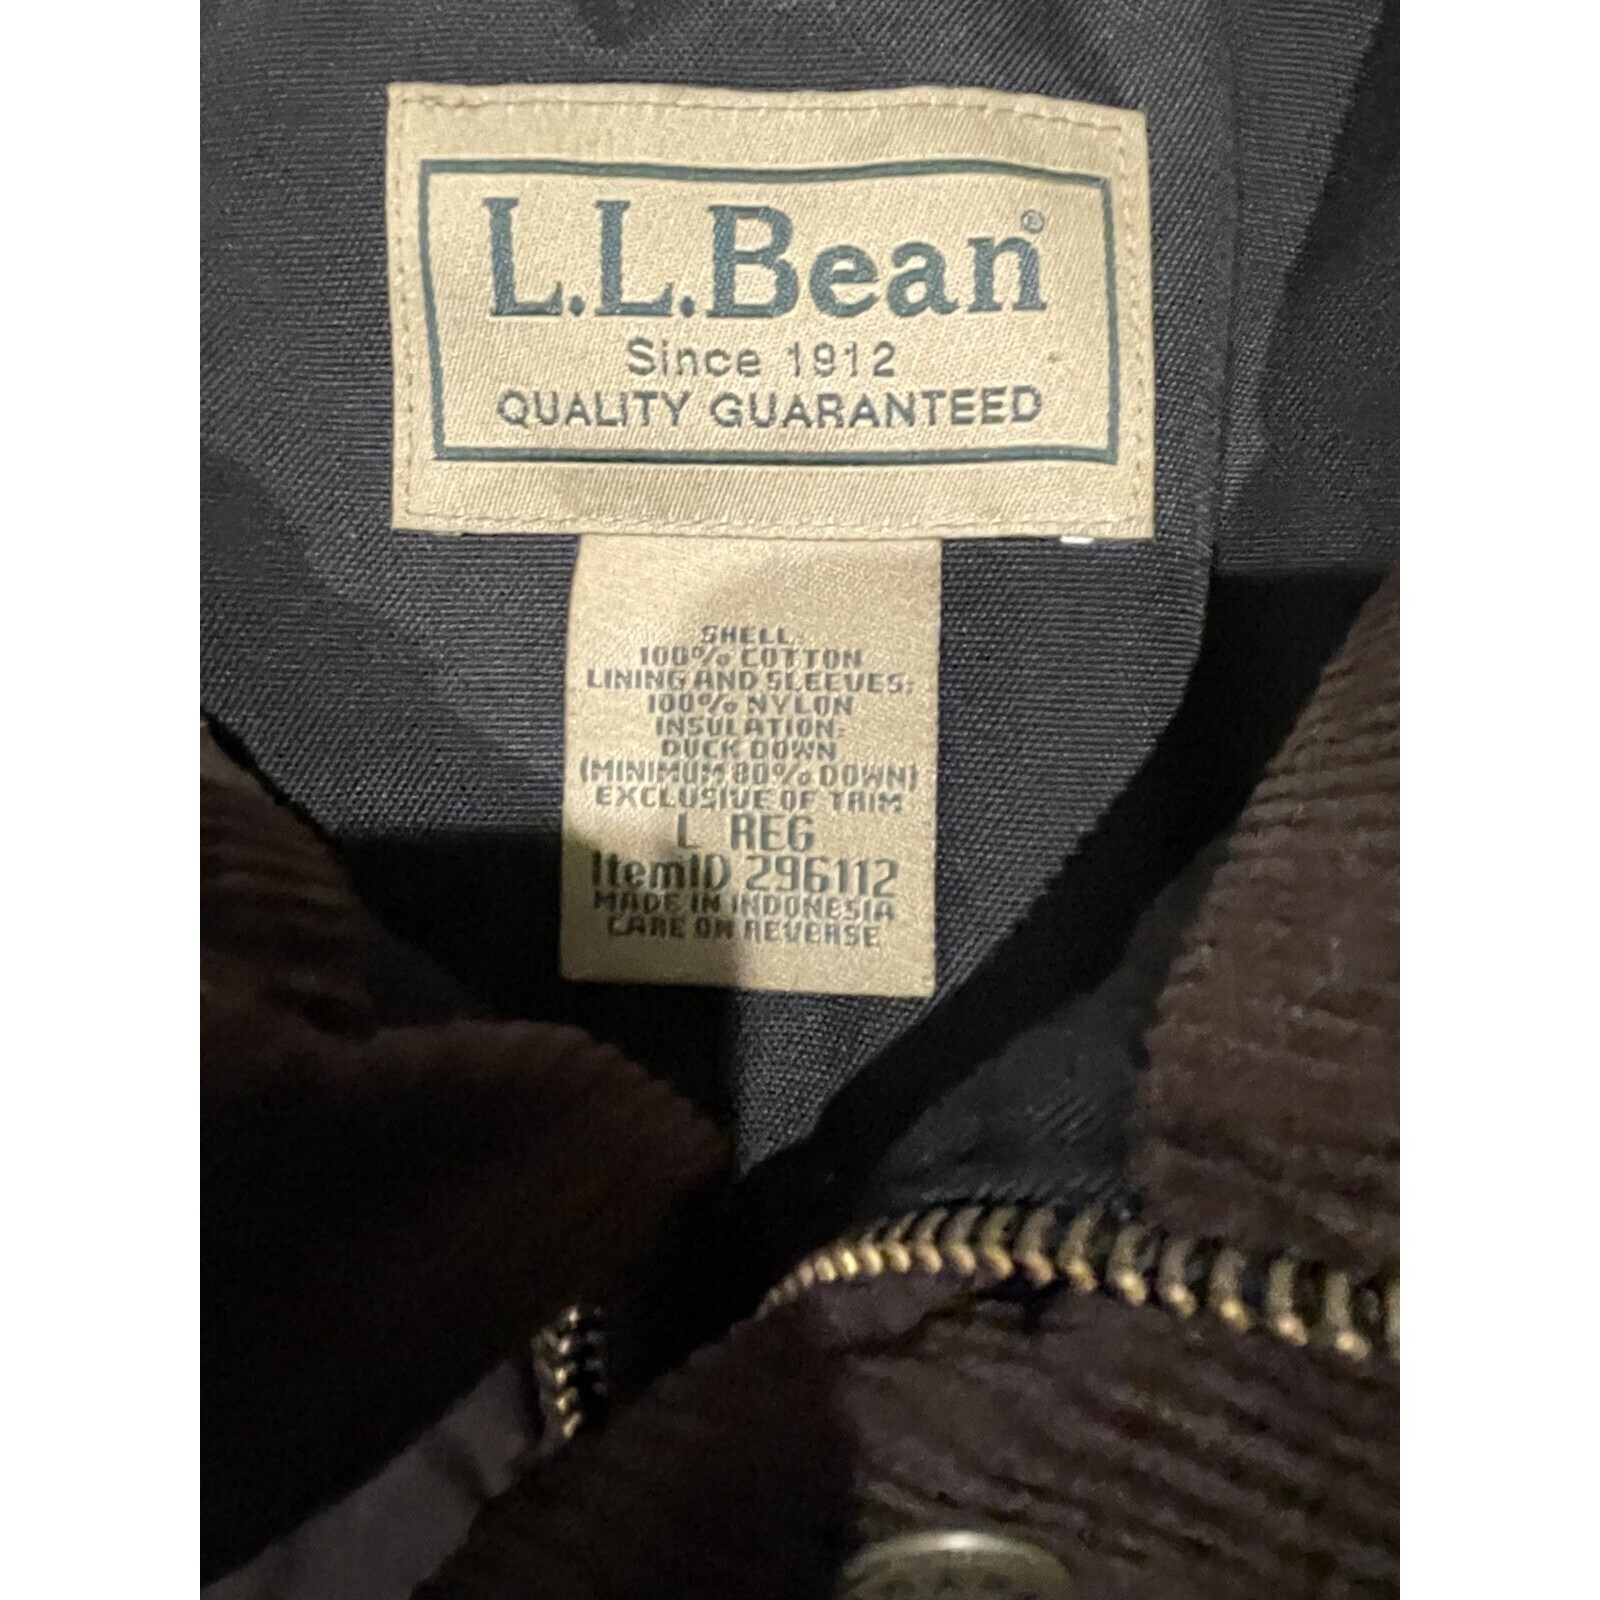 L.L.Bean®
Since 1912
QUALITY GUARANTEED
SHELL:
100% COTTON
LINING AND SLEEVES:
100% NYLON
INSULATION:
DUCK DOWN
(MINIMUM 80% DOWN)
EXCLUSIVE OF TRIM
L REG
ItemID 296112
MADE IN INDONESIA
CARE ON REVERSE